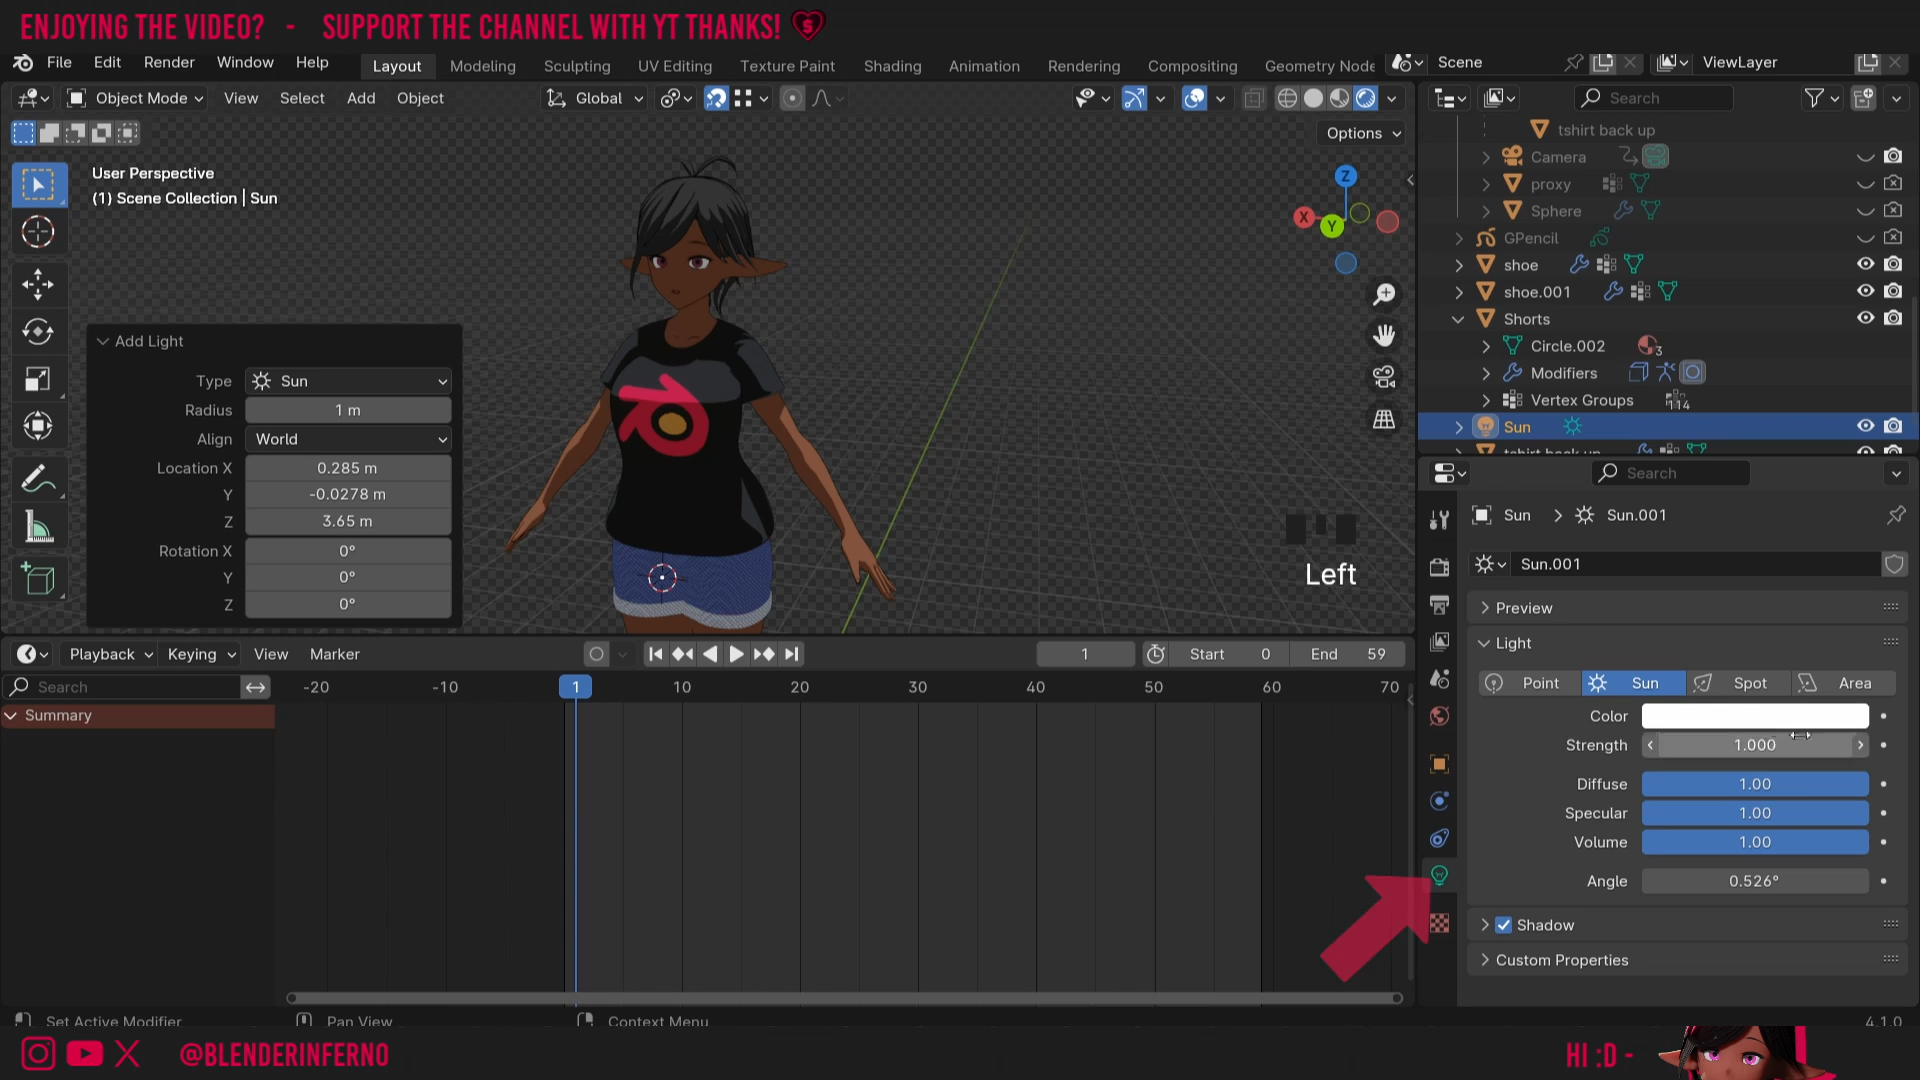 ENJOYING THE VIDEO? - SUPPORT THE CHANNEL WITH YT THANKS!
File Edit Render Window Help Layout Modeling Sculpting UV Editing Texture Paint Shading Animation Rendering Compositing Geometry Node Scene ViewLayer
Object Mode View Select Add Object Global Search
Options
User Perspective
(1) Scene Collection | Sun
Z
X
Y
tshirt back up
Camera
proxy
Sphere
GPencil
shoe
shoe.001
Shorts
Circle.002 3
Modifiers
Vertex Groups 114
Sun
tshirt back up
Add Light
Type Sun
Radius 1 m
Align World
Location X 0.285 m
Y -0.0278 m
Z 3.65 m
Rotation X 0°
Y 0°
Z 0°
Left
Search
Sun > Sun.001
Sun.001
Preview
Light
Point Sun Spot Area
Color
Strength 1.000
Diffuse 1.00
Specular 1.00
Volume 1.00
Angle 0.526°
Shadow
Custom Properties
Playback Keying View Marker 1 Start 0 End 59
Search -20 -10 1 10 20 30 40 50 60 70
Summary
Set Active Modifier Pan View Context Menu 4.1.0
@BLENDERINFERNO HI :D -